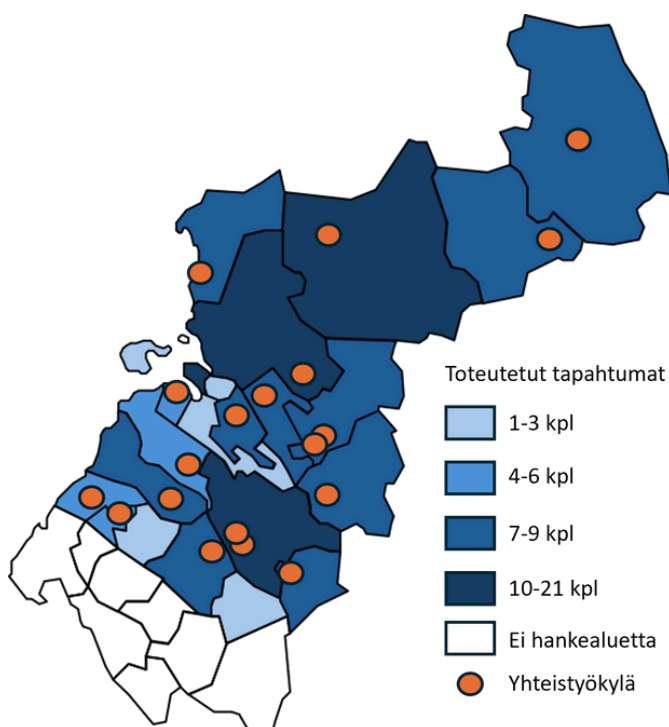 Toteutetut tapahtumat
1-3 kpl
4-6 kpl
7-9 kpl
10-21 kpl
Ei hankealuetta
Yhteistyökylä